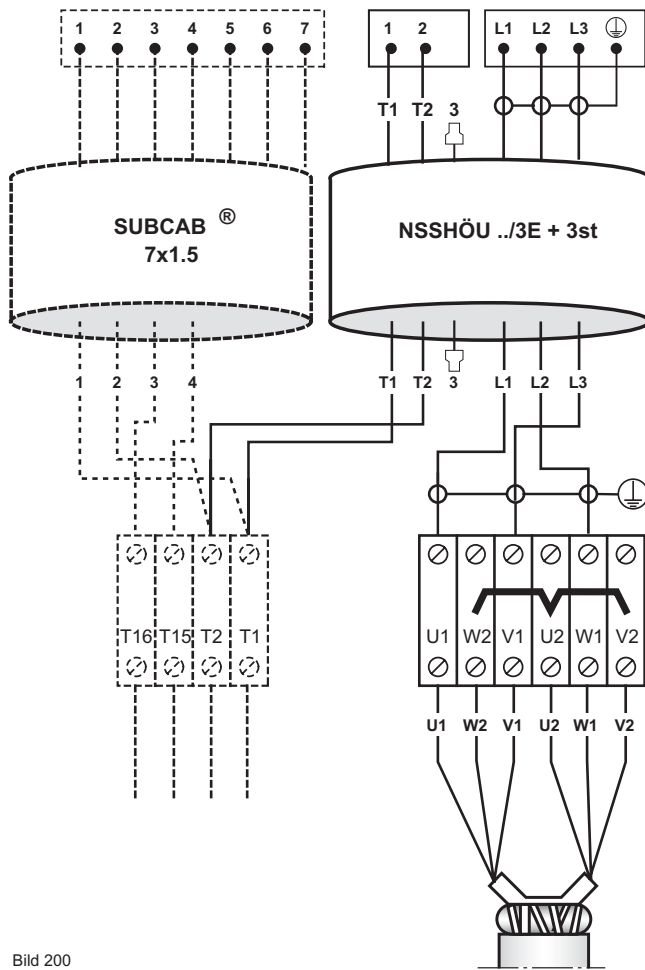 1 2 3 4 5 6 7 1 2 L1 L2 L3
T1 T2 3
SUBCAB ®
7x1.5
NSSHÖU ../3E + 3st
1 2 3 4 T1 T2 3 L1 L2 L3
T16 T15 T2 T1 U1 W2 V1 U2 W1 V2
U1 W2 V1 U2 W1 V2
Bild 200